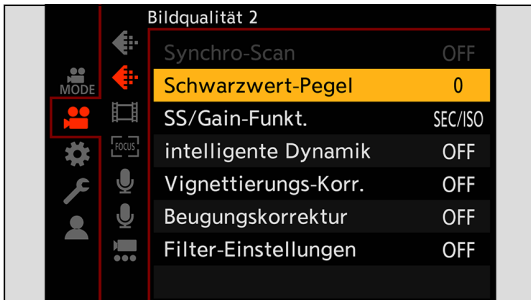 Bildqualität 2
Synchro-Scan OFF
MODE
Schwarzwert-Pegel 0
SS/Gain-Funkt. SEC/ISO
FOCUS
intelligente Dynamik OFF
Vignettierungs-Korr. OFF
Beugungskorrektur OFF
Filter-Einstellungen OFF